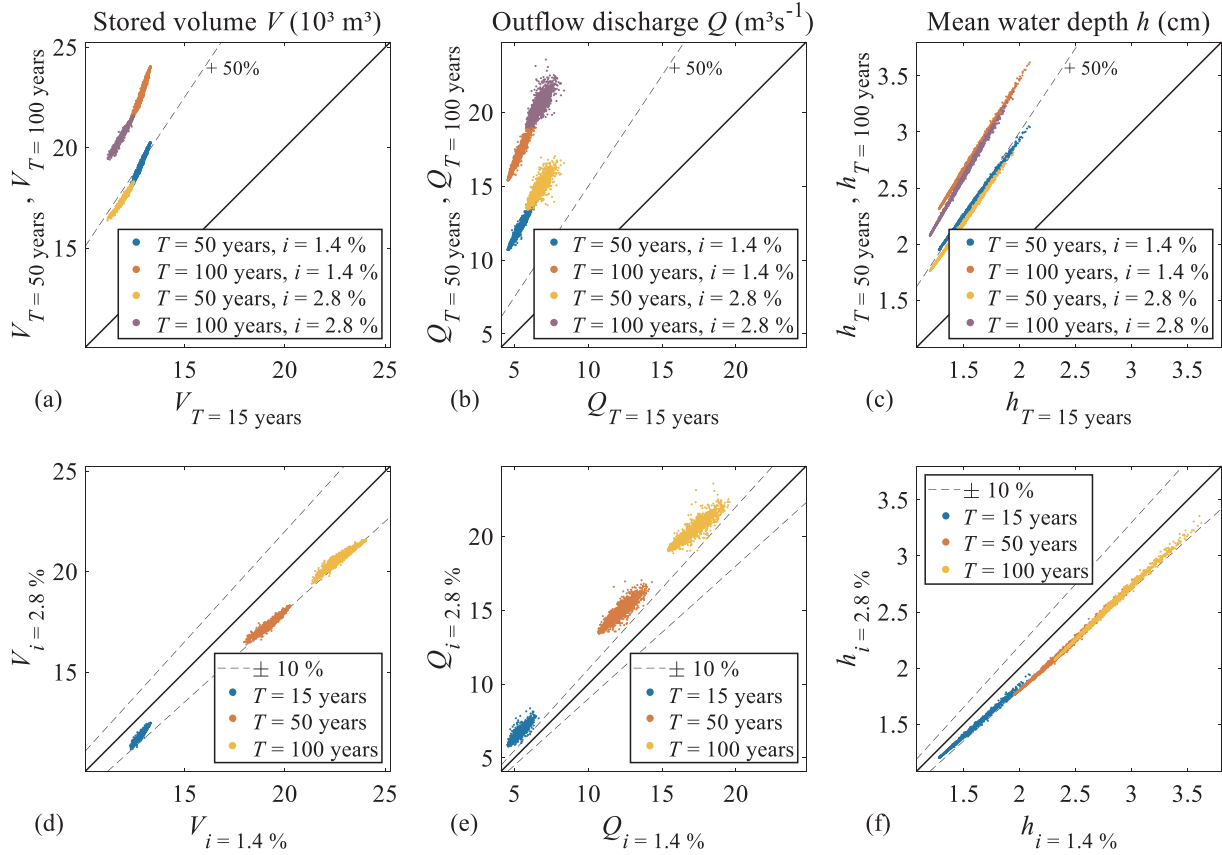 Stored volume V (10³ m³)
Outflow discharge Q (m³s⁻¹)
Mean water depth h (cm)
V T = 50 years , V T = 100 years
25
20
15
+ 50%
T = 50 years, i = 1.4 %
T = 100 years, i = 1.4 %
T = 50 years, i = 2.8 %
T = 100 years, i = 2.8 %
15 20 25
(a)
V T = 15 years
Q T = 50 years , Q T = 100 years
20
15
10
5
+ 50%
T = 50 years, i = 1.4 %
T = 100 years, i = 1.4 %
T = 50 years, i = 2.8 %
T = 100 years, i = 2.8 %
5 10 15 20
(b)
Q T = 15 years
h T = 50 years , h T = 100 years
3.5
3
2.5
2
1.5
+ 50%
T = 50 years, i = 1.4 %
T = 100 years, i = 1.4 %
T = 50 years, i = 2.8 %
T = 100 years, i = 2.8 %
1.5 2 2.5 3 3.5
(c)
h T = 15 years
V i = 2.8 %
25
20
15
± 10 %
T = 15 years
T = 50 years
T = 100 years
15 20 25
(d)
V i = 1.4 %
Q i = 2.8 %
20
15
10
5
± 10 %
T = 15 years
T = 50 years
T = 100 years
5 10 15 20
(e)
Q i = 1.4 %
h i = 2.8 %
3.5
3
2.5
2
1.5
± 10 %
T = 15 years
T = 50 years
T = 100 years
1.5 2 2.5 3 3.5
(f)
h i = 1.4 %